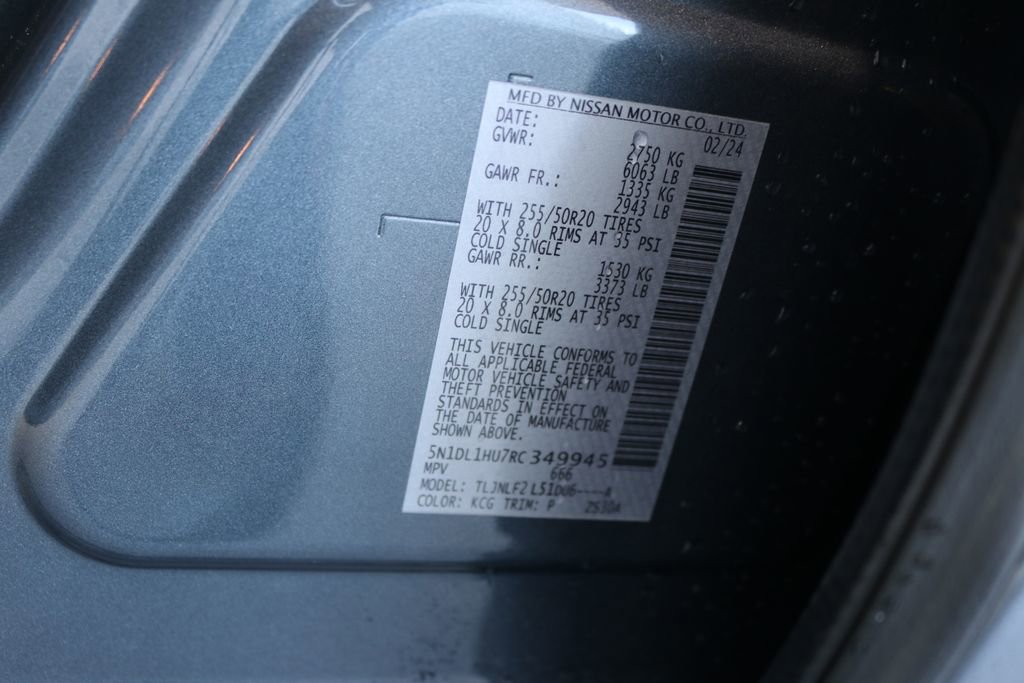 MFD BY NISSAN MOTOR CO., LTD.
DATE: 02/24
GVWR: 2750 KG
6063 LB
GAWR FR.: 1335 KG
2943 LB
WITH 255/50R20 TIRES
20 X 8.0 RIMS AT 35 PSI
COLD SINGLE
GAWR RR.: 1530 KG
3373 LB
WITH 255/50R20 TIRES
20 X 8.0 RIMS AT 35 PSI
COLD SINGLE
THIS VEHICLE CONFORMS TO
ALL APPLICABLE FEDERAL
MOTOR VEHICLE SAFETY AND
THEFT PREVENTION
STANDARDS IN EFFECT ON
THE DATE OF MANUFACTURE
SHOWN ABOVE.
5N1DL1HU7RC349945
MPV 666
MODEL: TLJNLF2L51DU6----A
COLOR: KCG TRIM: P 2530A